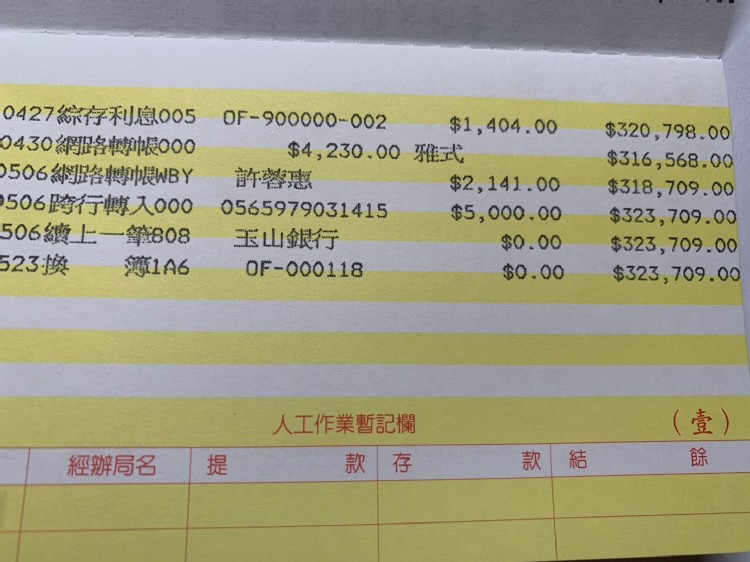 0427綜存利息005 OF-900000-002 $1,404.00 $320,798.00
0430網路轉帳000 $4,230.00 雅式 $316,568.00
0506網路轉帳WBY 許蓉惠 $2,141.00 $318,709.00
0506跨行轉入000 0565979031415 $5,000.00 $323,709.00
506續上一筆808 玉山銀行 $0.00 $323,709.00
523換 簿1A6 OF-000118 $0.00 $323,709.00
人工作業暫記欄 (壹)
經辦局名 提 款 存 款 結 餘